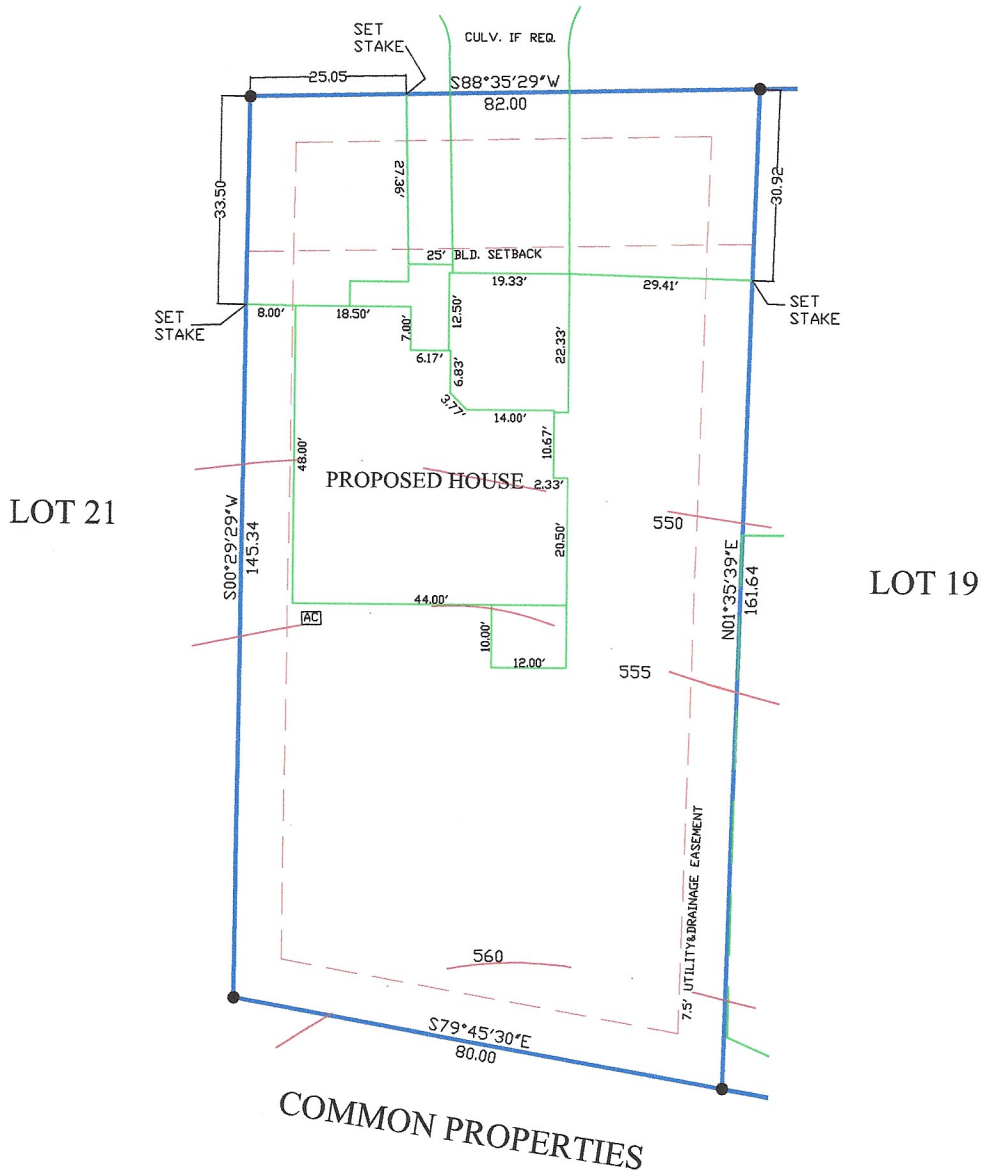 SET
STAKE
CULV. IF REQ.
25.05
S88°35'29"W
82.00
33.50
27.36'
30.92
25' BLD. SETBACK
19.33'
29.41'
SET
STAKE
8.00'
18.50'
7.00'
12.50'
22.33'
SET
STAKE
6.17'
6.83'
3.77'
14.00'
10.67'
48.00'
PROPOSED HOUSE
2.33'
LOT 21
S00°29'29"W
145.34
550
20.50'
N01°35'39"E
161.64
LOT 19
44.00'
AC
10.00'
12.00'
555
7.5' UTILITY&DRAINAGE EASEMENT
560
S79°45'30"E
80.00
COMMON PROPERTIES